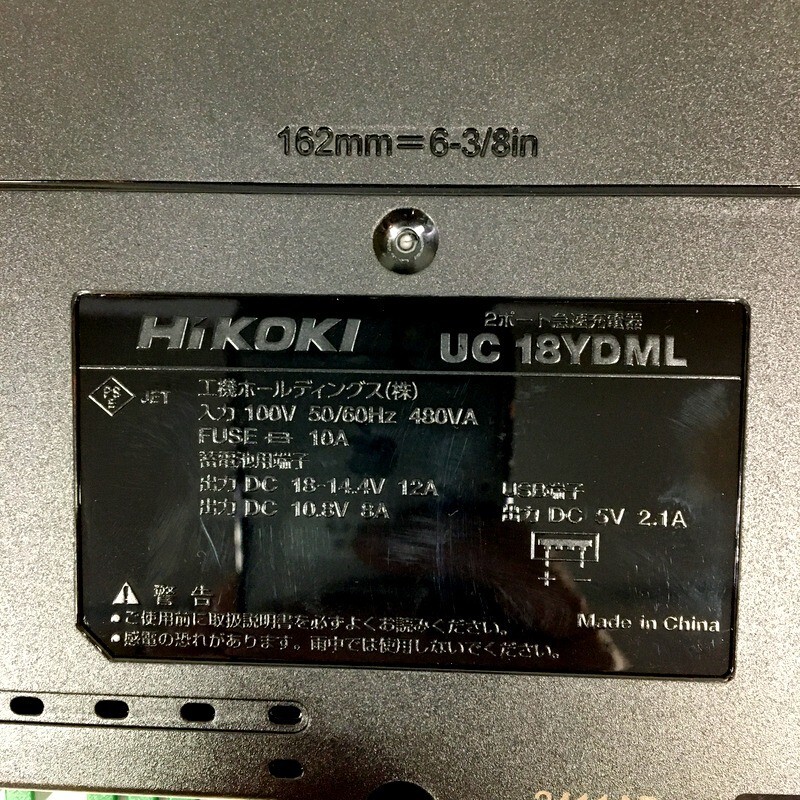 162mm=6-3/8in
2ポート急速充電器
HiKOKI UC 18YDML
PS E JET
工機ホールディングス(株)
入力 100V 50/60Hz 480VA
FUSE 10A
蓄電池用端子
出力 DC 18-14.4V 12A
出力 DC 10.8V 8A
USB端子
出力 DC 5V 2.1A
+ −
⚠ 警告
●ご使用前に取扱説明書を必ずよくお読みください。
●感電の恐れがあります。雨中では使用しないでください。
Made in China